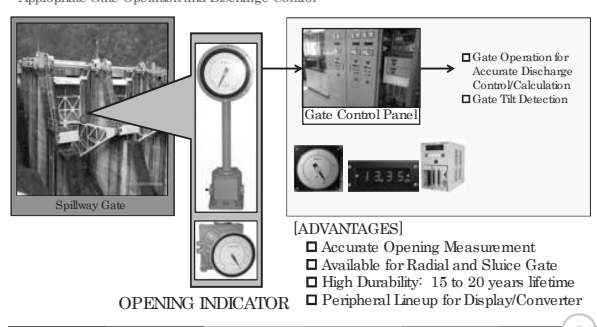 Appropriate Gate Operation and Discharge Control
Gate Operation for
Accurate Discharge
Control/Calculation
Gate Tilt Detection
Gate Control Panel
13.35
Spillway Gate
[ADVANTAGES]
Accurate Opening Measurement
Available for Radial and Sluice Gate
High Durability: 15 to 20 years lifetime
Peripheral Lineup for Display/Converter
OPENING INDICATOR